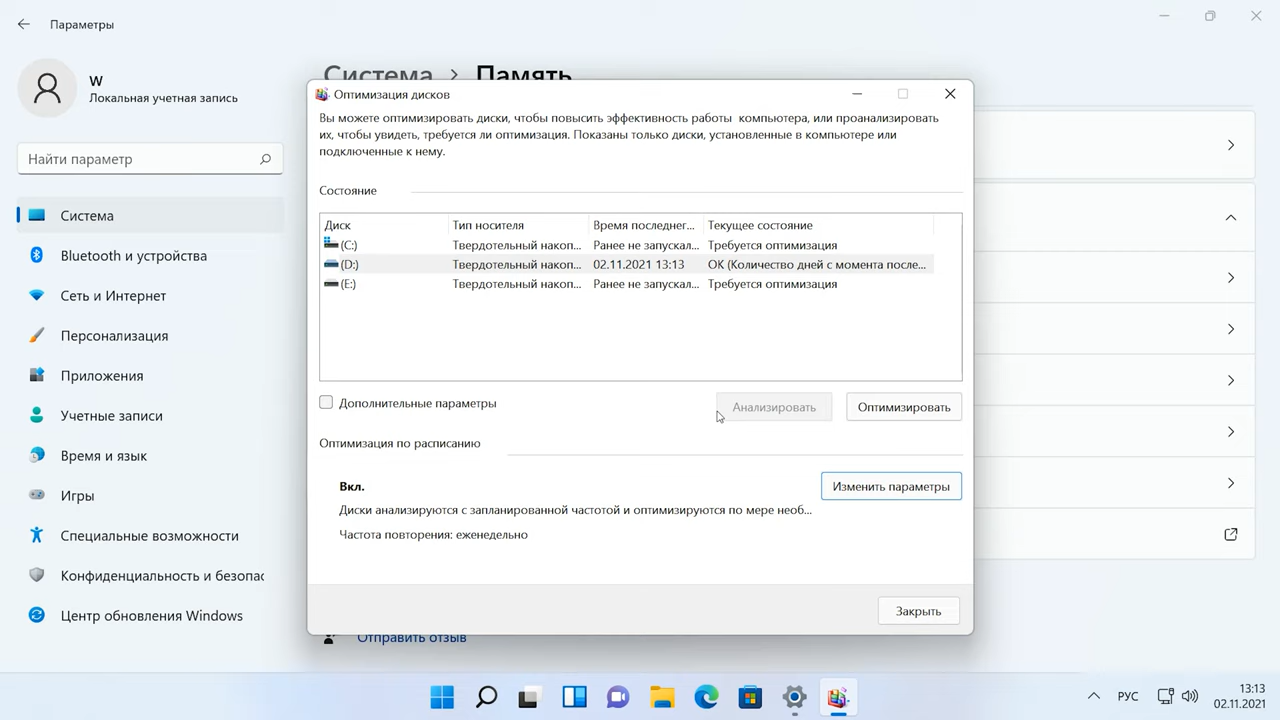 Параметры
W
Локальная учетная запись
Найти параметр
Система
Bluetooth и устройства
Сеть и Интернет
Персонализация
Приложения
Учетные записи
Время и язык
Игры
Специальные возможности
Конфиденциальность и безопас
Центр обновления Windows
Система > Память
Оптимизация дисков
Вы можете оптимизировать диски, чтобы повысить эффективность работы компьютера, или проанализировать
их, чтобы увидеть, требуется ли оптимизация. Показаны только диски, установленные в компьютере или
подключенные к нему.
Состояние
Диск Тип носителя Время последнег... Текущее состояние
(C:) Твердотельный накоп... Ранее не запускал... Требуется оптимизация
(D:) Твердотельный накоп... 02.11.2021 13:13 ОК (Количество дней с момента после...
(E:) Твердотельный накоп... Ранее не запускал... Требуется оптимизация
Дополнительные параметры
Анализировать
Оптимизировать
Оптимизация по расписанию
Вкл.
Изменить параметры
Диски анализируются с запланированной частотой и оптимизируются по мере необ...
Частота повторения: еженедельно
Закрыть
Отправить отзыв
РУС
13:13
02.11.2021